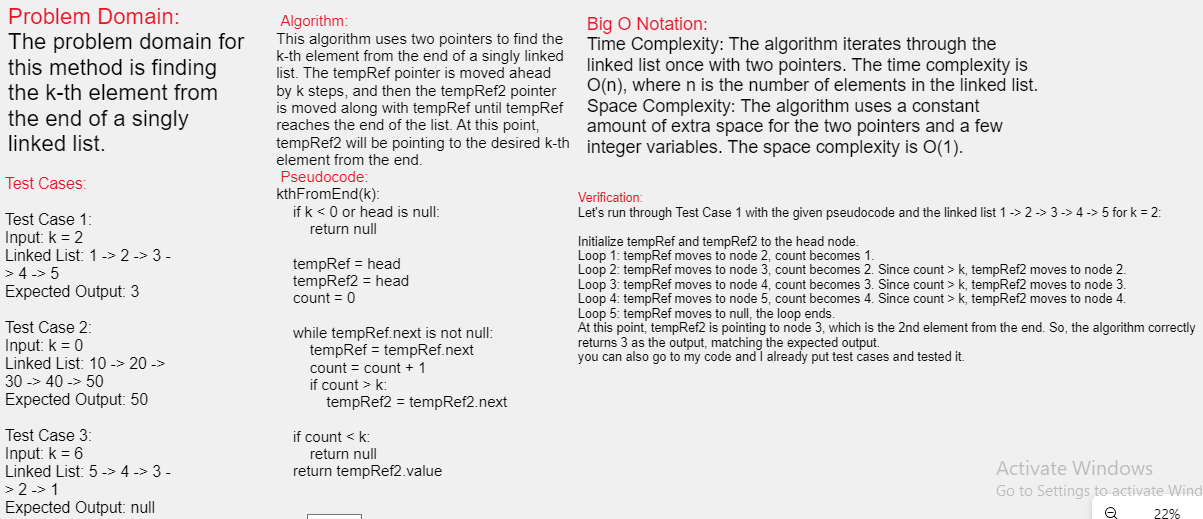 Problem Domain:
The problem domain for
this method is finding
the k-th element from
the end of a singly
linked list.
Test Cases:
Test Case 1:
Input: k = 2
Linked List: 1 -> 2 -> 3 -
> 4 -> 5
Expected Output: 3
Test Case 2:
Input: k = 0
Linked List: 10 -> 20 ->
30 -> 40 -> 50
Expected Output: 50
Test Case 3:
Input: k = 6
Linked List: 5 -> 4 -> 3 -
> 2 -> 1
Expected Output: null
Algorithm:
This algorithm uses two pointers to find the
k-th element from the end of a singly linked
list. The tempRef pointer is moved ahead
by k steps, and then the tempRef2 pointer
is moved along with tempRef until tempRef
reaches the end of the list. At this point,
tempRef2 will be pointing to the desired k-th
element from the end.
Pseudocode:
kthFromEnd(k):
if k < 0 or head is null:
return null
tempRef = head
tempRef2 = head
count = 0
while tempRef.next is not null:
tempRef = tempRef.next
count = count + 1
if count > k:
tempRef2 = tempRef2.next
if count < k:
return null
return tempRef2.value
Big O Notation:
Time Complexity: The algorithm iterates through the
linked list once with two pointers. The time complexity is
O(n), where n is the number of elements in the linked list.
Space Complexity: The algorithm uses a constant
amount of extra space for the two pointers and a few
integer variables. The space complexity is O(1).
Verification:
Let's run through Test Case 1 with the given pseudocode and the linked list 1 -> 2 -> 3 -> 4 -> 5 for k = 2:
Initialize tempRef and tempRef2 to the head node.
Loop 1: tempRef moves to node 2, count becomes 1.
Loop 2: tempRef moves to node 3, count becomes 2. Since count > k, tempRef2 moves to node 2.
Loop 3: tempRef moves to node 4, count becomes 3. Since count > k, tempRef2 moves to node 3.
Loop 4: tempRef moves to node 5, count becomes 4. Since count > k, tempRef2 moves to node 4.
Loop 5: tempRef moves to null, the loop ends.
At this point, tempRef2 is pointing to node 3, which is the 2nd element from the end. So, the algorithm correctly
returns 3 as the output, matching the expected output.
you can also go to my code and I already put test cases and tested it.
Activate Windows
Go to Settings to activate Wind
22%